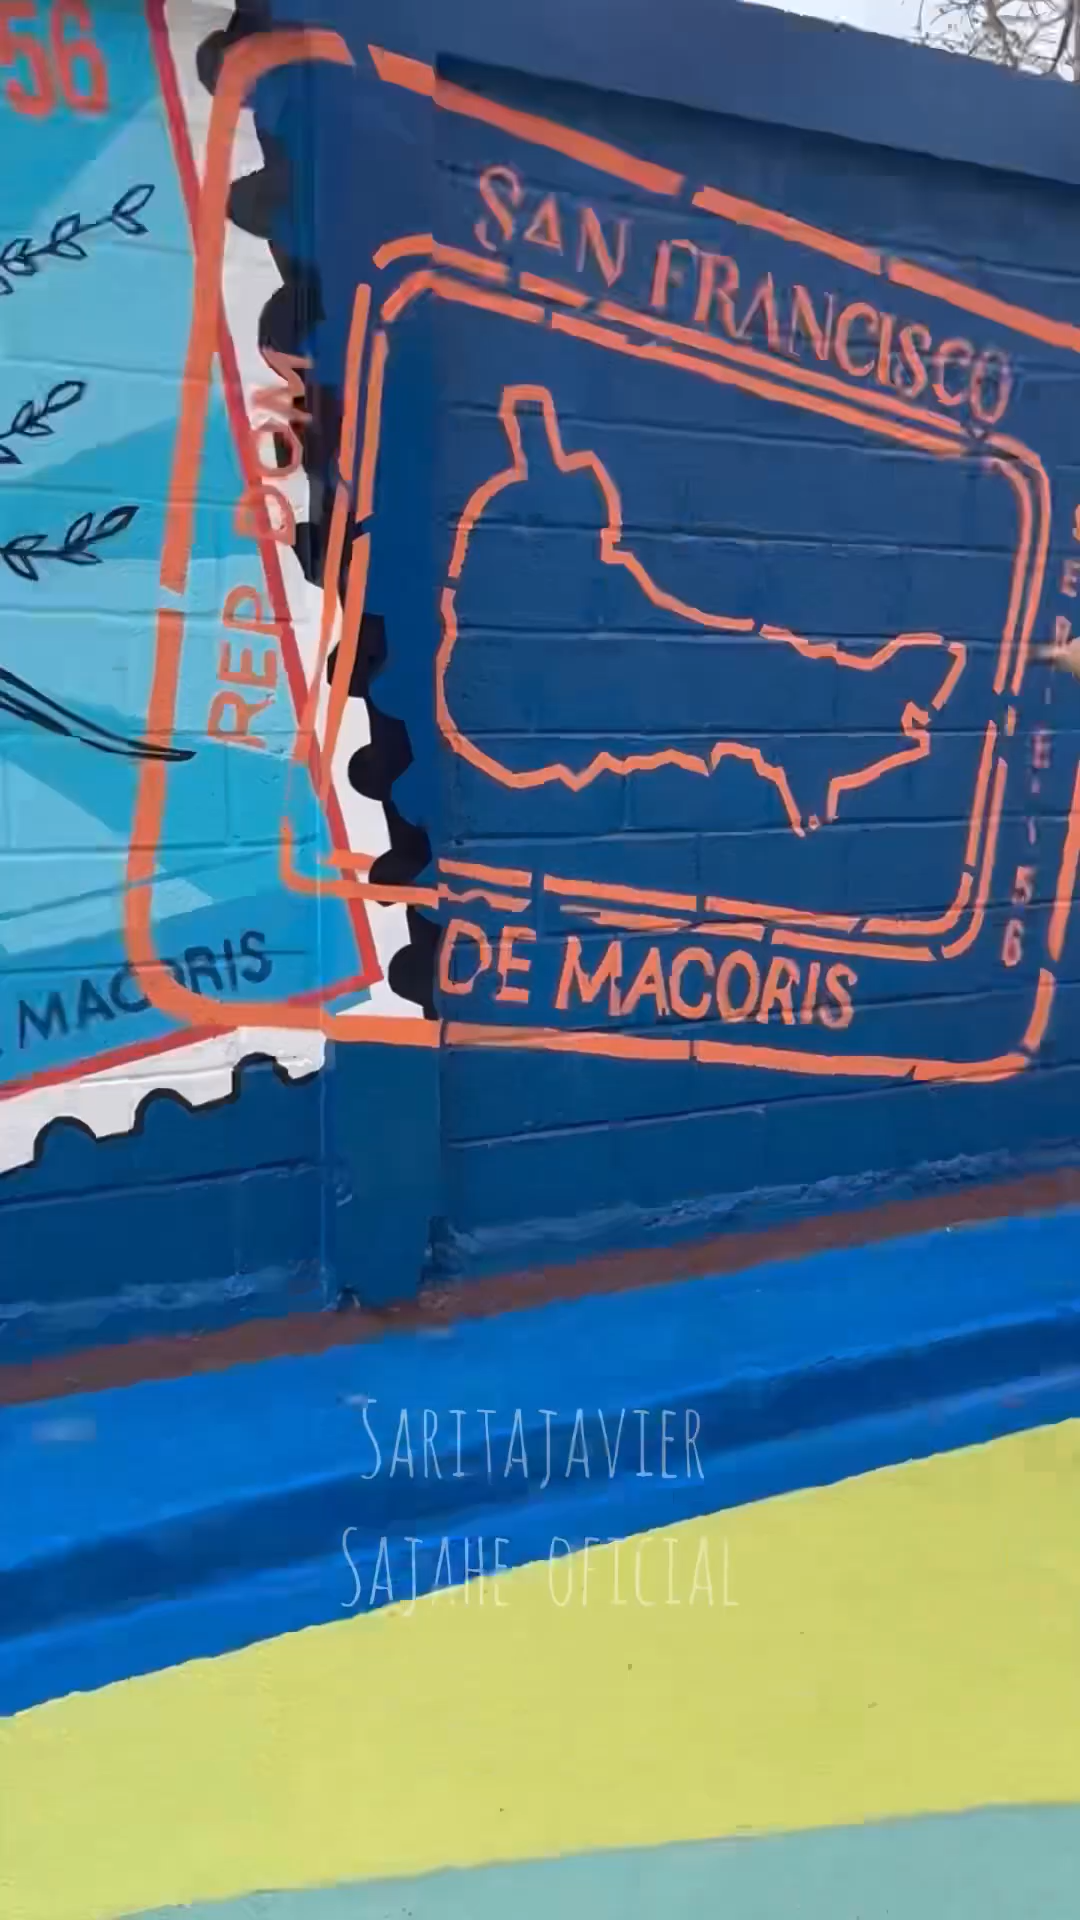 56
SAN FRANCISCO
REP DOM
DE MACORIS
56
MACORIS
SARITAJAVIER
SAJAHE OFICIAL